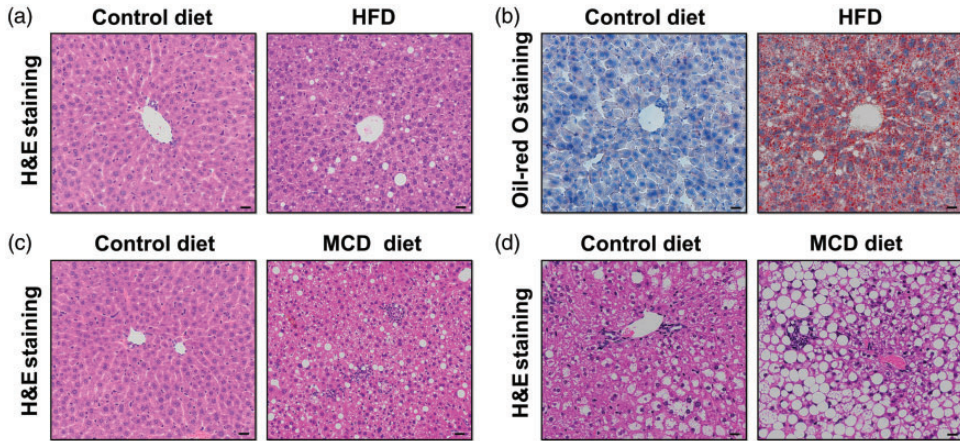 (a)
Control diet
HFD
H&E staining
(b)
Control diet
HFD
Oil-red O staining
(c)
Control diet
MCD diet
H&E staining
(d)
Control diet
MCD diet
H&E staining